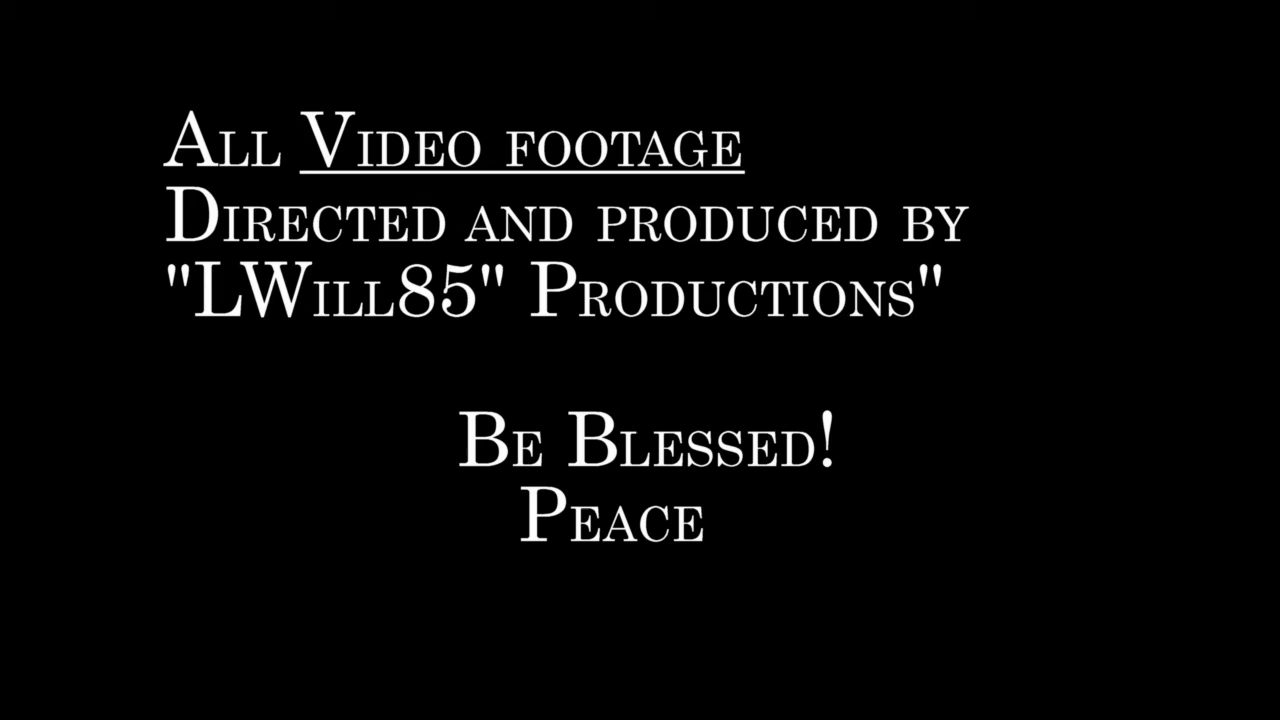 All Video footage
Directed and produced by
"LWill85" Productions"
Be Blessed!
Peace